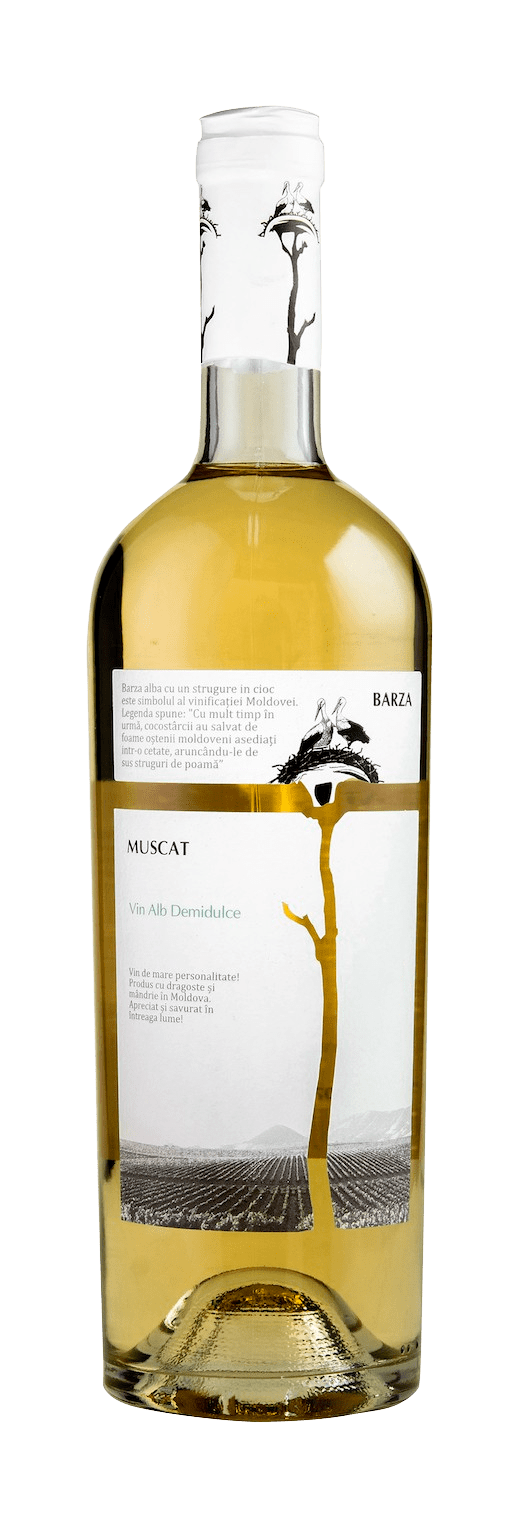 Barza alba cu un strugure in cioc
este simbolul al vinificației Moldovei.
Legenda spune: "Cu mult timp în
urmă, cocostârcii au salvat de
foame oștenii moldoveni asediați
intr-o cetate, aruncându-le de
sus struguri de poamă"
BARZA
MUSCAT
Vin Alb Demidulce
Vin de mare personalitate!
Produs cu dragoste și
mândrie în Moldova.
Apreciat și savurat în
întreaga lume!